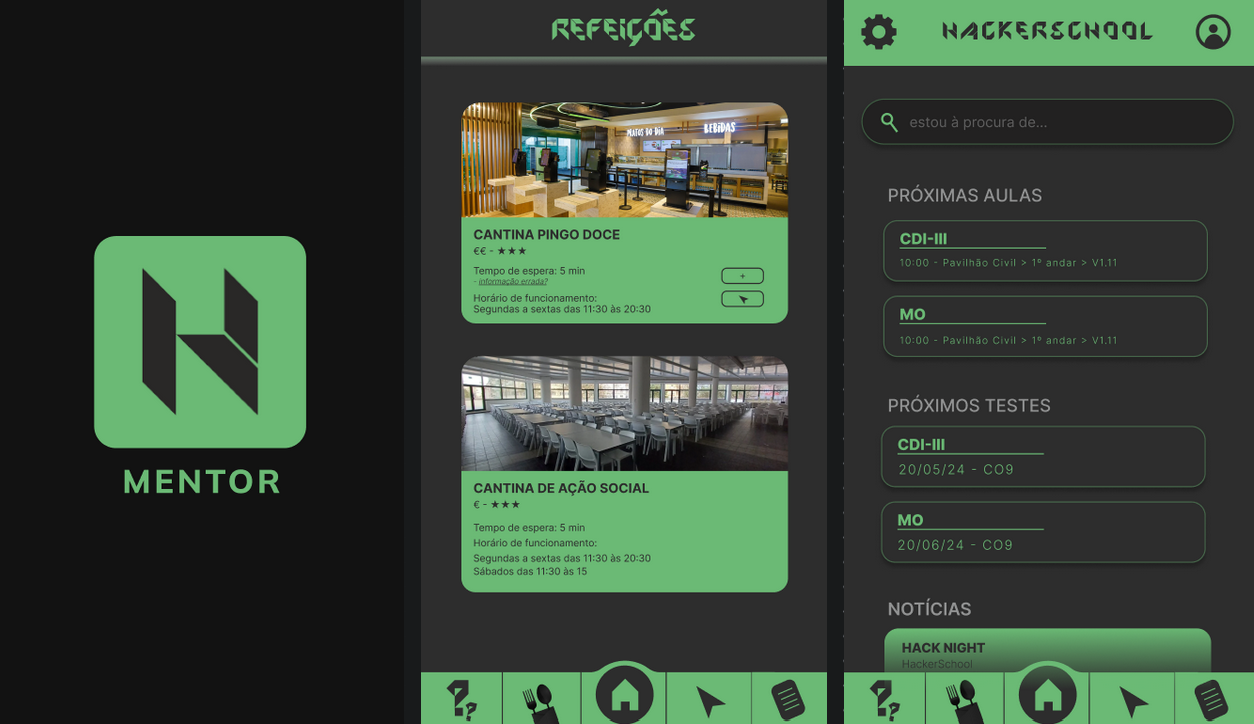 MENTOR
REFEIÇÕES
PRATOS DO DIA
BEBIDAS
CANTINA PINGO DOCE
€€ - ★★★
Tempo de espera: 5 min
- informação errada?
+
Horário de funcionamento:
Segundas a sextas das 11:30 às 20:30
CANTINA DE AÇÃO SOCIAL
€ - ★★★
Tempo de espera: 5 min
Horário de funcionamento:
Segundas a sextas das 11:30 às 20:30
Sábados das 11:30 às 15
HACKERSCHOOL
estou à procura de...
PRÓXIMAS AULAS
CDI-III
10:00 - Pavilhão Civil > 1º andar > V1.11
MO
10:00 - Pavilhão Civil > 1º andar > V1.11
PRÓXIMOS TESTES
CDI-III
20/05/24 - CO9
MO
20/06/24 - CO9
NOTÍCIAS
HACK NIGHT
HackerSchool